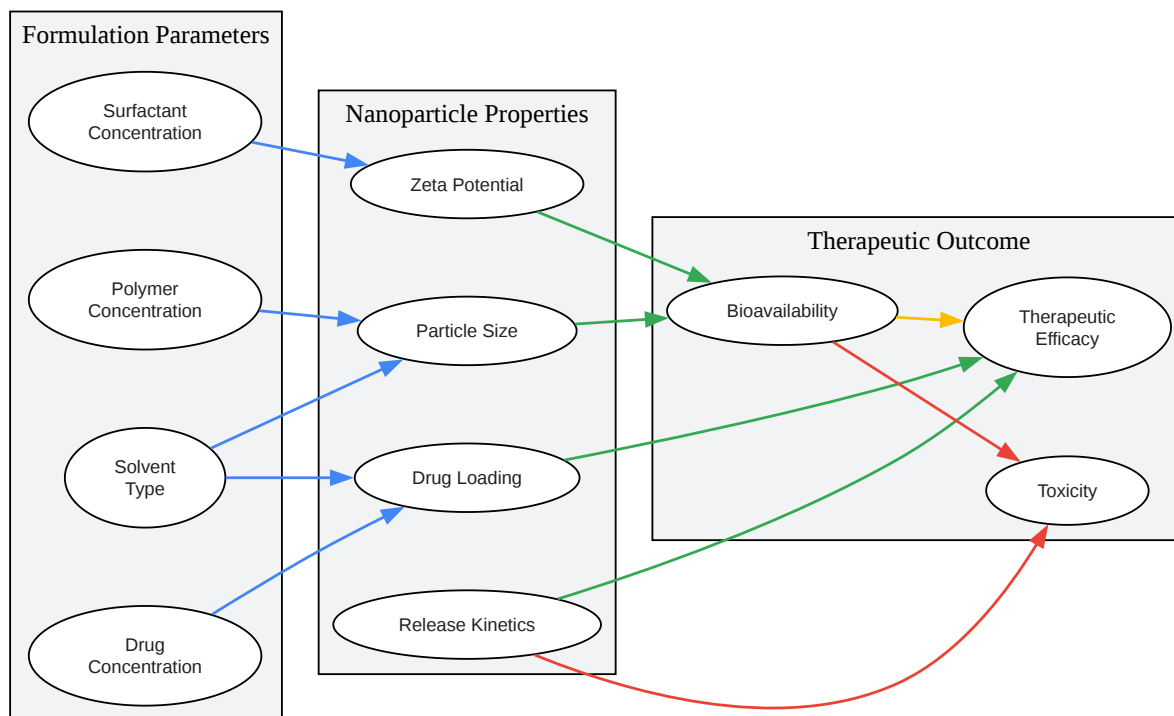 Formulation Parameters
Surfactant
Concentration
Polymer
Concentration
Solvent
Type
Drug
Concentration
Nanoparticle Properties
Zeta Potential
Particle Size
Drug Loading
Release Kinetics
Therapeutic Outcome
Bioavailability
Therapeutic
Efficacy
Toxicity